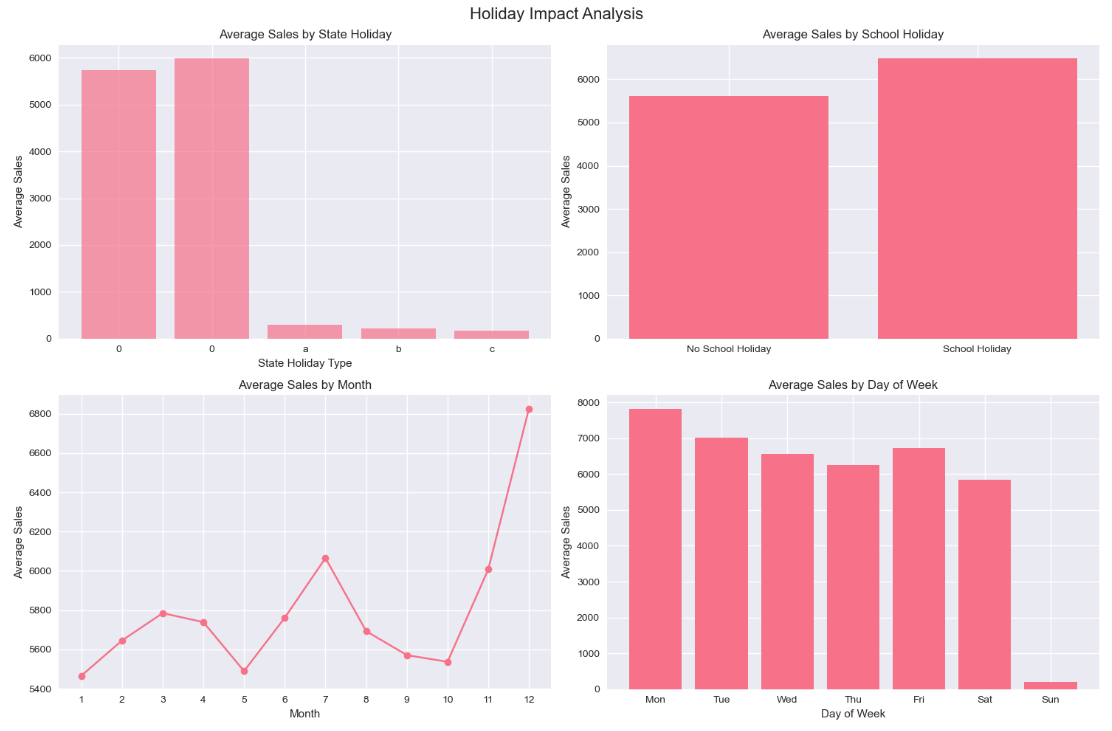 Holiday Impact Analysis
Average Sales by State Holiday
Average Sales
6000
5000
4000
3000
2000
1000
0
0 0 a b c
State Holiday Type
Average Sales by School Holiday
Average Sales
6000
5000
4000
3000
2000
1000
0
No School Holiday School Holiday
Average Sales by Month
Average Sales
6800
6600
6400
6200
6000
5800
5600
5400
1 2 3 4 5 6 7 8 9 10 11 12
Month
Average Sales by Day of Week
Average Sales
8000
7000
6000
5000
4000
3000
2000
1000
0
Mon Tue Wed Thu Fri Sat Sun
Day of Week